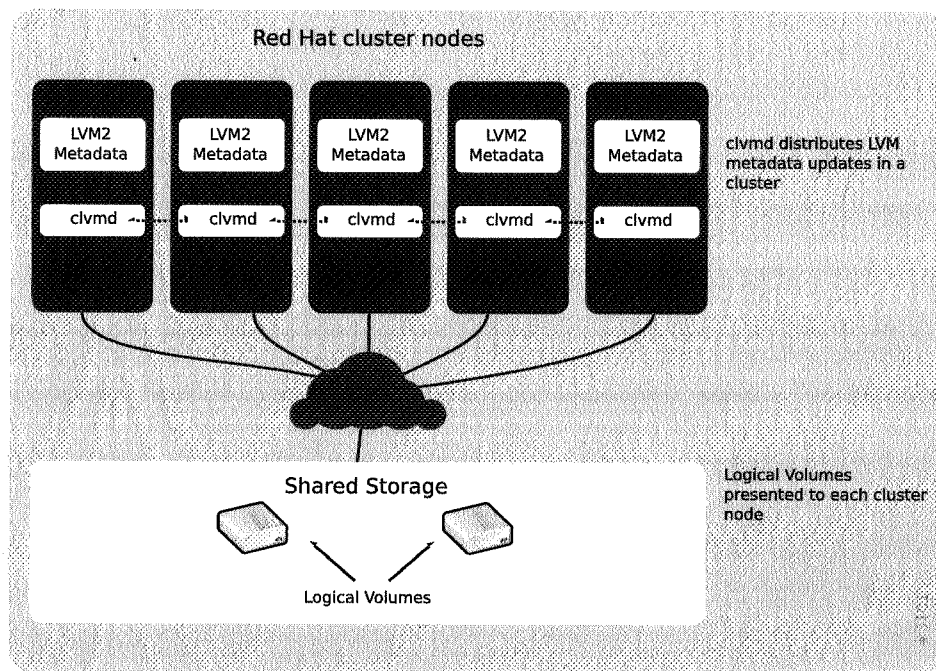 Red Hat cluster nodes
LVM2
Metadata
LVM2
Metadata
LVM2
Metadata
LVM2
Metadata
LVM2
Metadata
clvmd distributes LVM
metadata updates in a
cluster
clvmd
clvmd
clvmd
clvmd
clvmd
Shared Storage
Logical Volumes
Logical Volumes
presented to each cluster
node